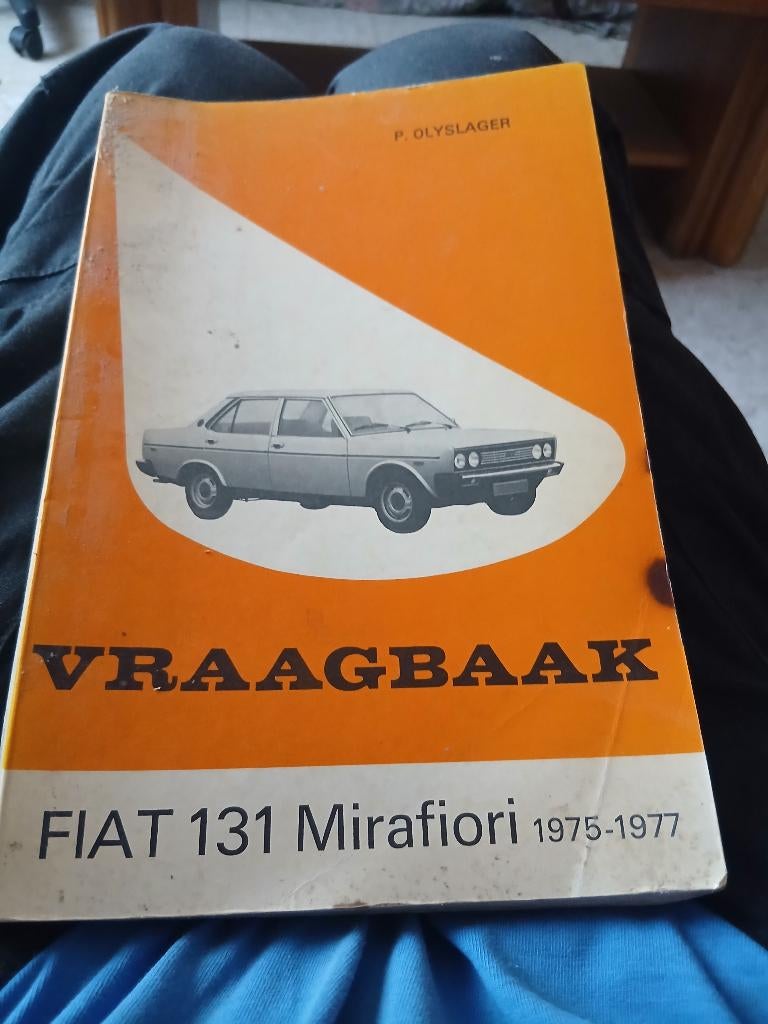 P. OLYSLAGER
VRAAGBAAK
FIAT 131 Mirafiori 1975-1977